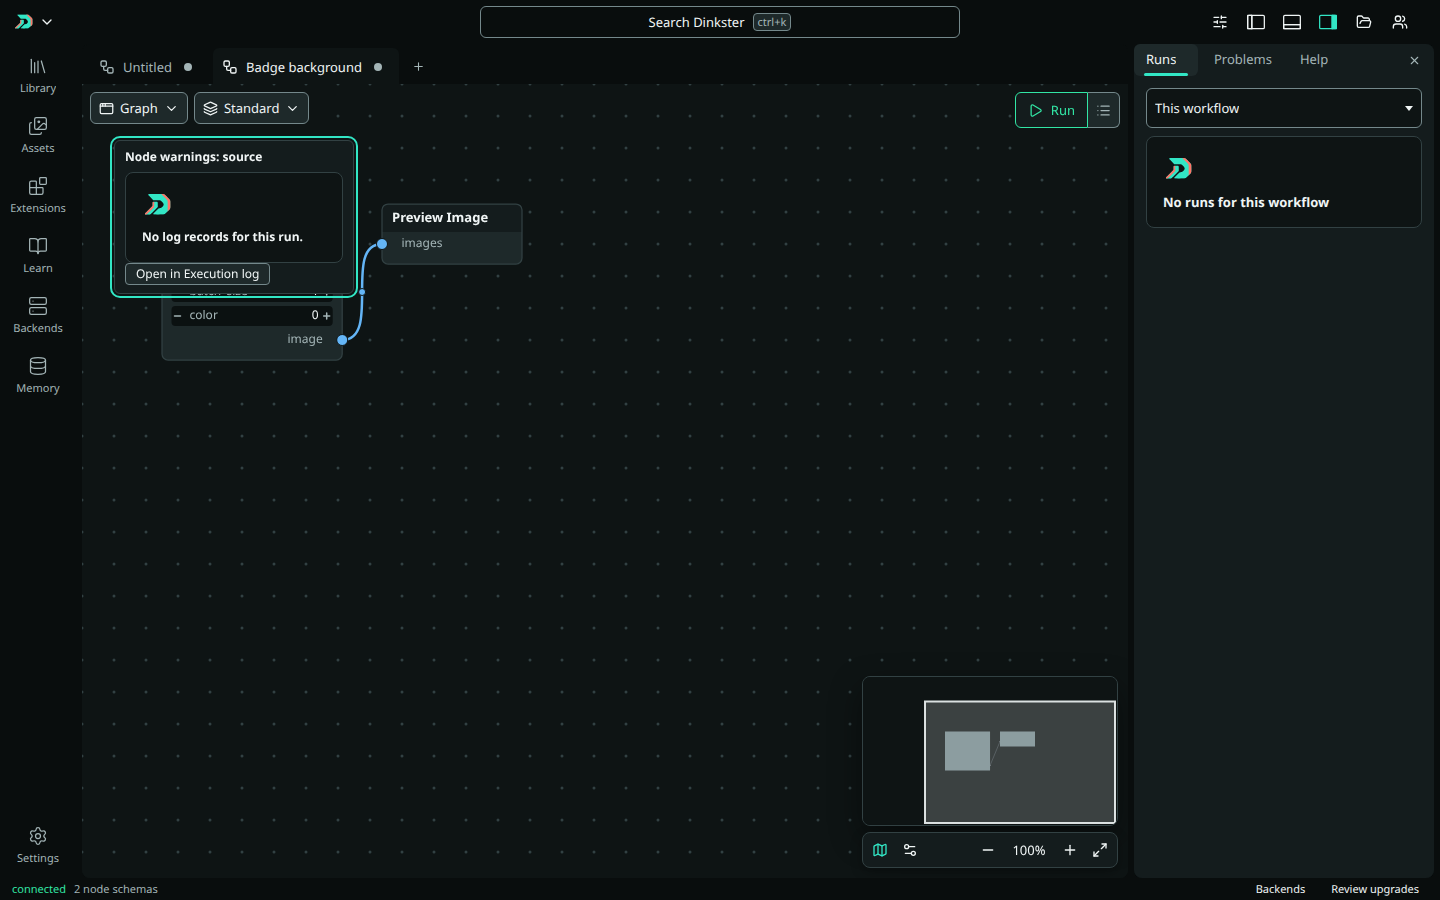 Search Dinkster ctrl+k
Library
Assets
Extensions
Learn
Backends
Memory
Settings
Untitled
Badge background
Graph
Standard
Run
Node warnings: source
No log records for this run.
Open in Execution log
color 0
image
Preview Image
images
100%
Runs Problems Help
This workflow
No runs for this workflow
connected 2 node schemas
Backends Review upgrades